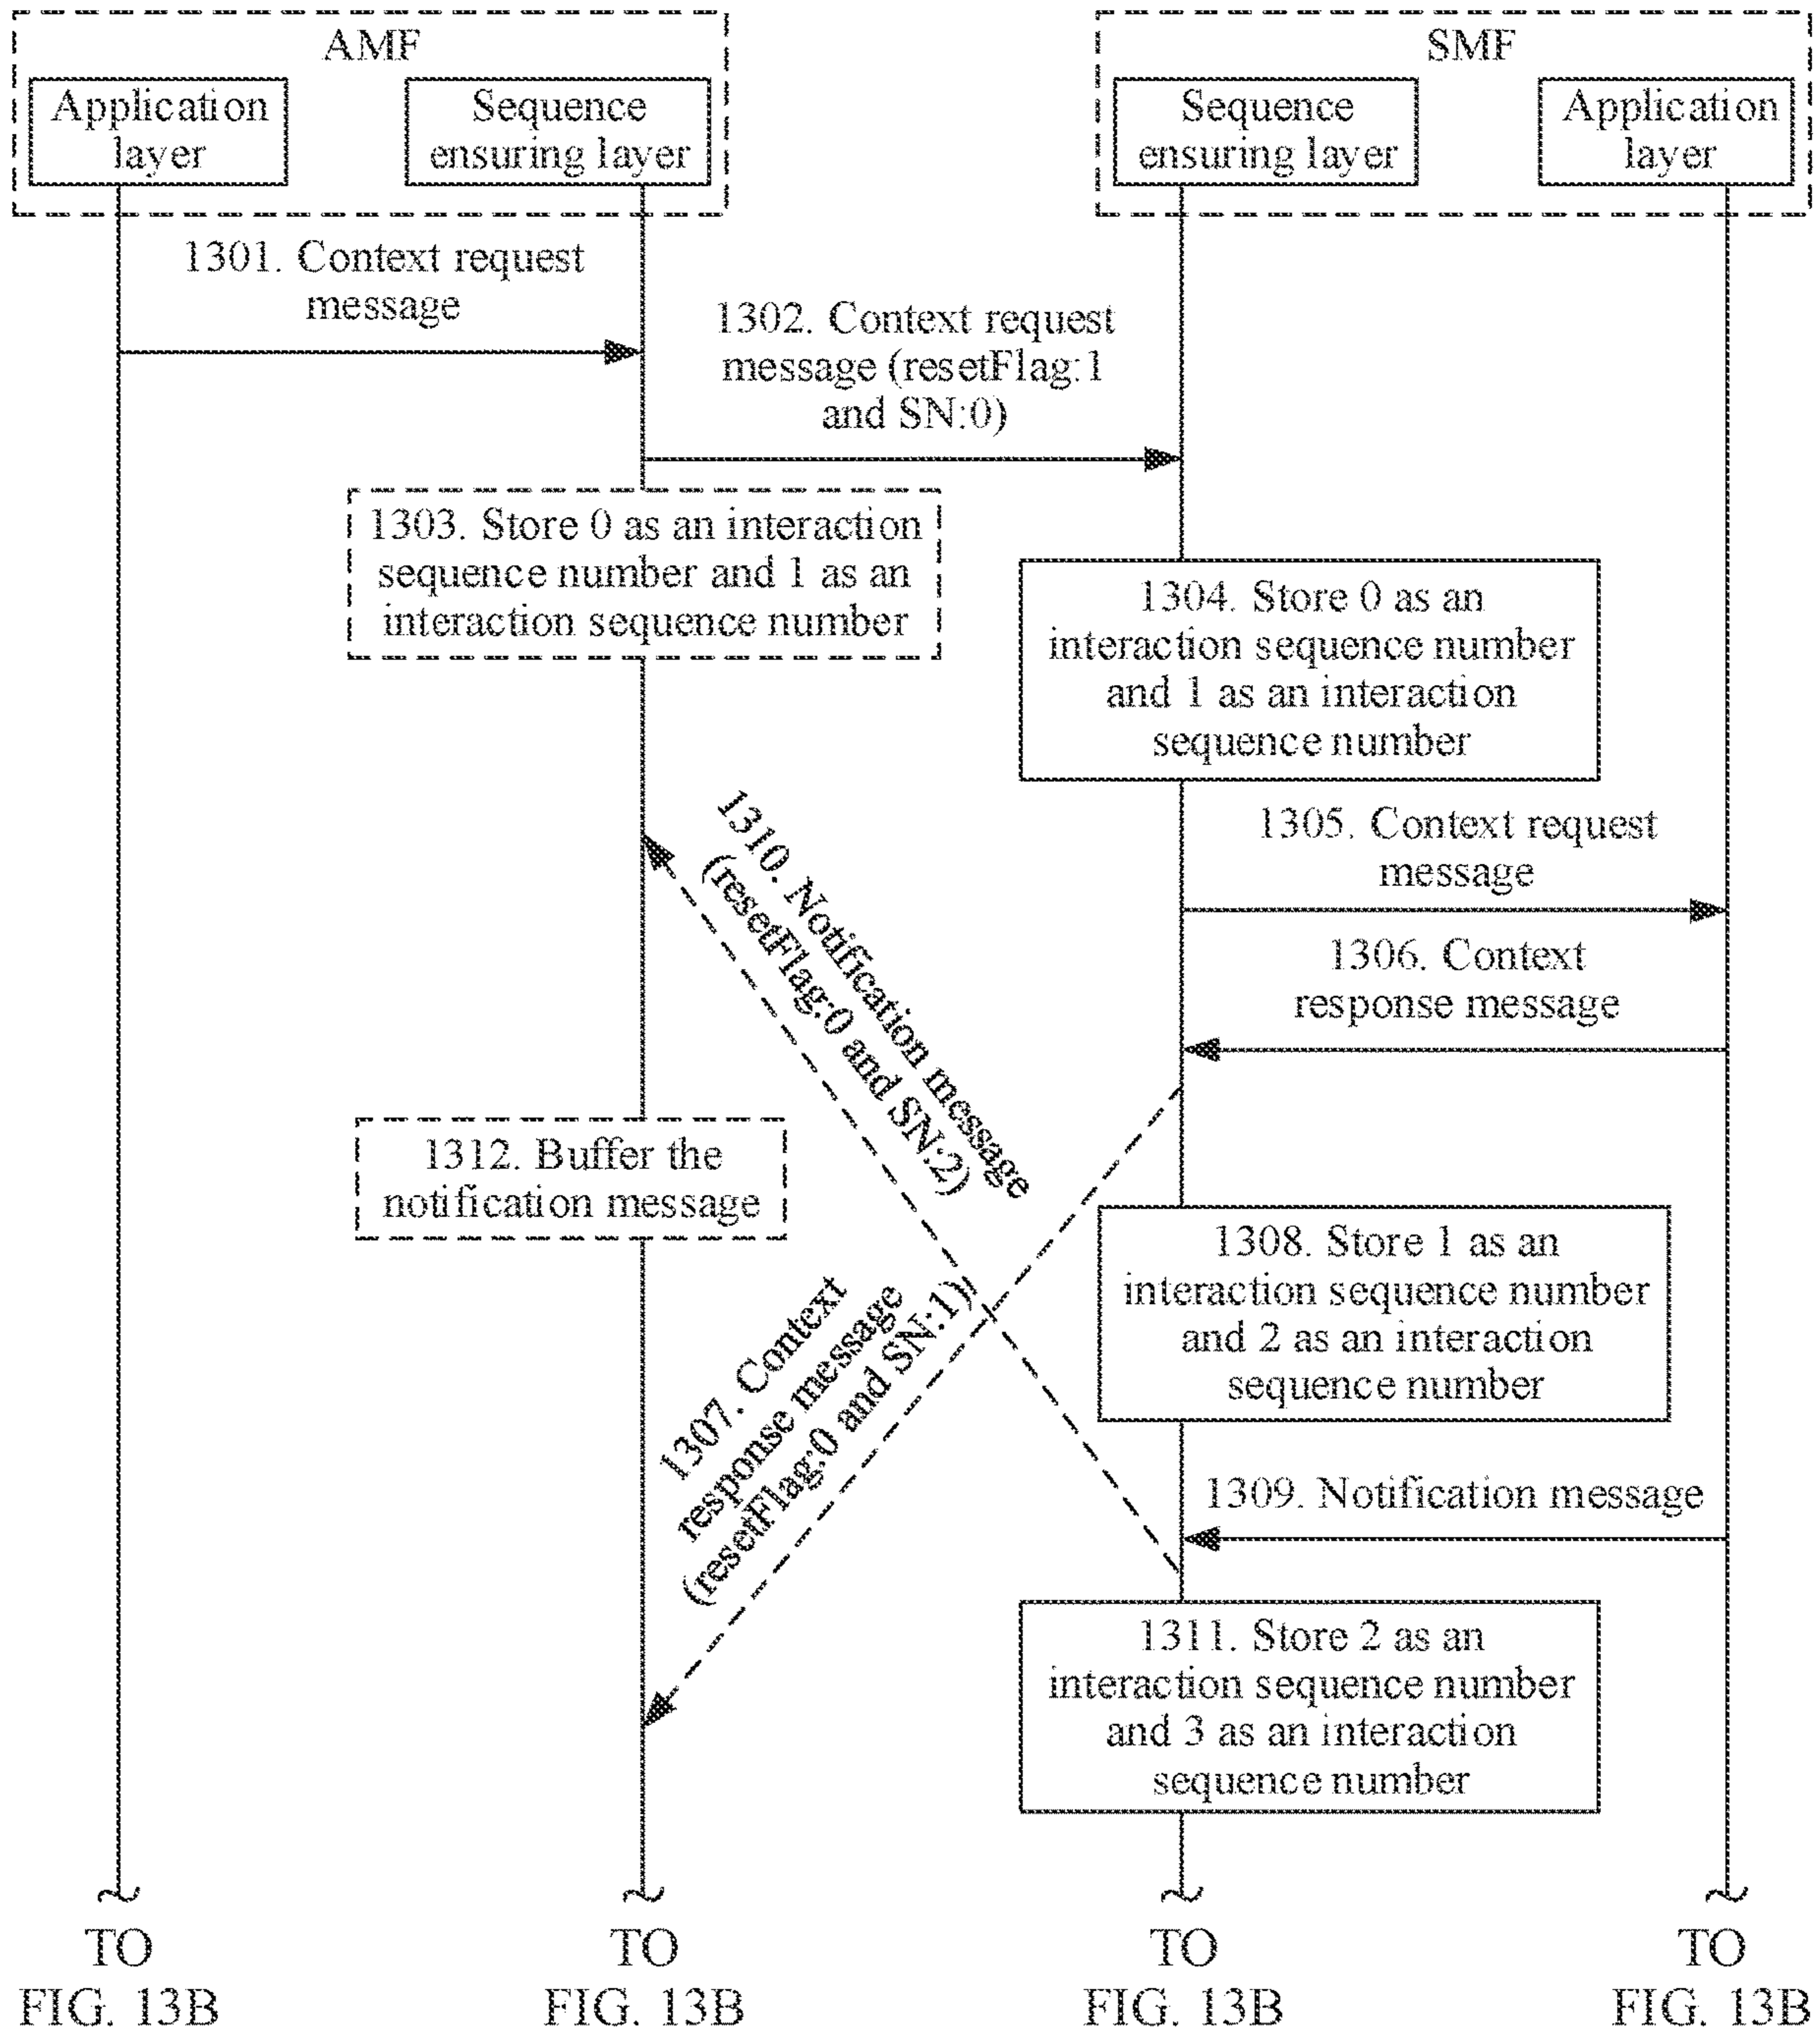 AMF
SMF
Application
layer
Sequence
ensuring layer
Sequence
ensuring layer
Application
layer
1301. Context request
message
1302. Context request
message (resetFlag:1
and SN:0)
1303. Store 0 as an interaction
sequence number and 1 as an
interaction sequence number
1304. Store 0 as an
interaction sequence number
and 1 as an interaction
sequence number
1305. Context request
message
1306. Context
response message
1310. Notification message
(resetFlag:0 and SN:2)
1312. Buffer the
notification message
1307. Context
response message
(resetFlag:0 and SN:1)
1308. Store 1 as an
interaction sequence number
and 2 as an interaction
sequence number
1309. Notification message
1311. Store 2 as an
interaction sequence number
and 3 as an interaction
sequence number
TO
FIG. 13B
TO
FIG. 13B
TO
FIG. 13B
TO
FIG. 13B